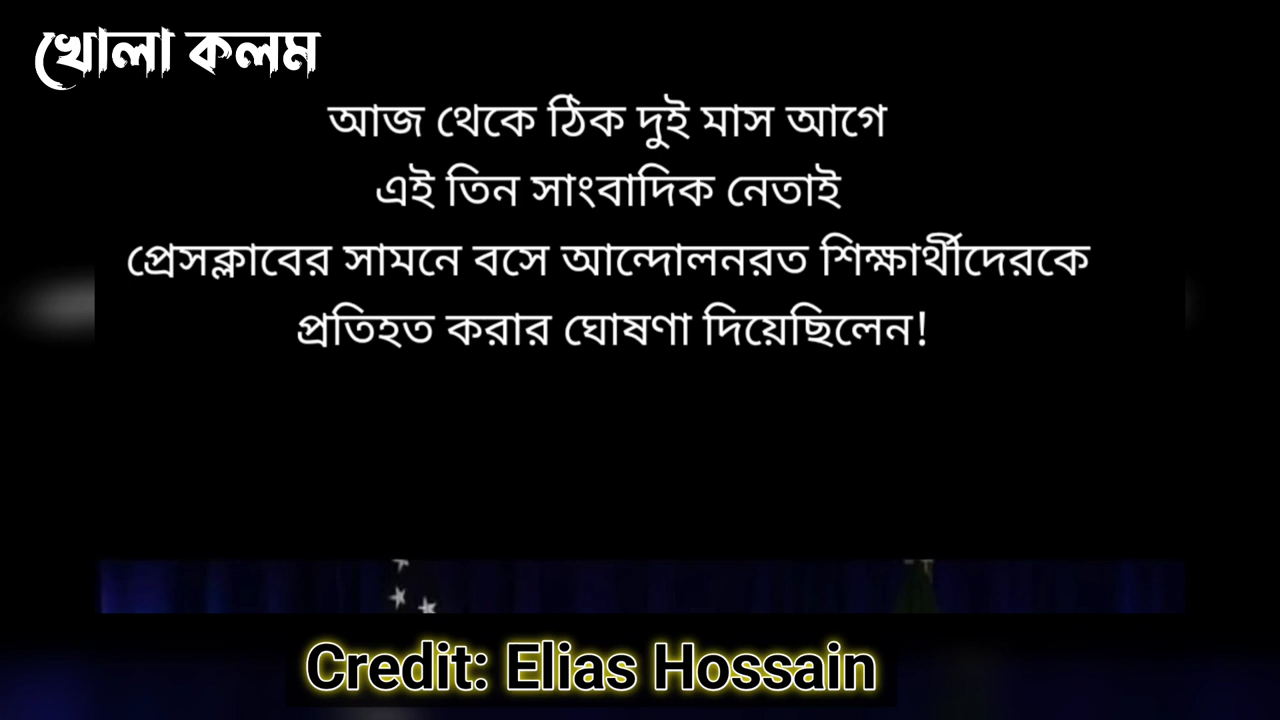 খোলা কলম
আজ থেকে ঠিক দুই মাস আগে
এই তিন সাংবাদিক নেতাই
প্রেসক্লাবের সামনে বসে আন্দোলনরত শিক্ষার্থীদেরকে
প্রতিহত করার ঘোষণা দিয়েছিলেন!
Credit: Elias Hossain